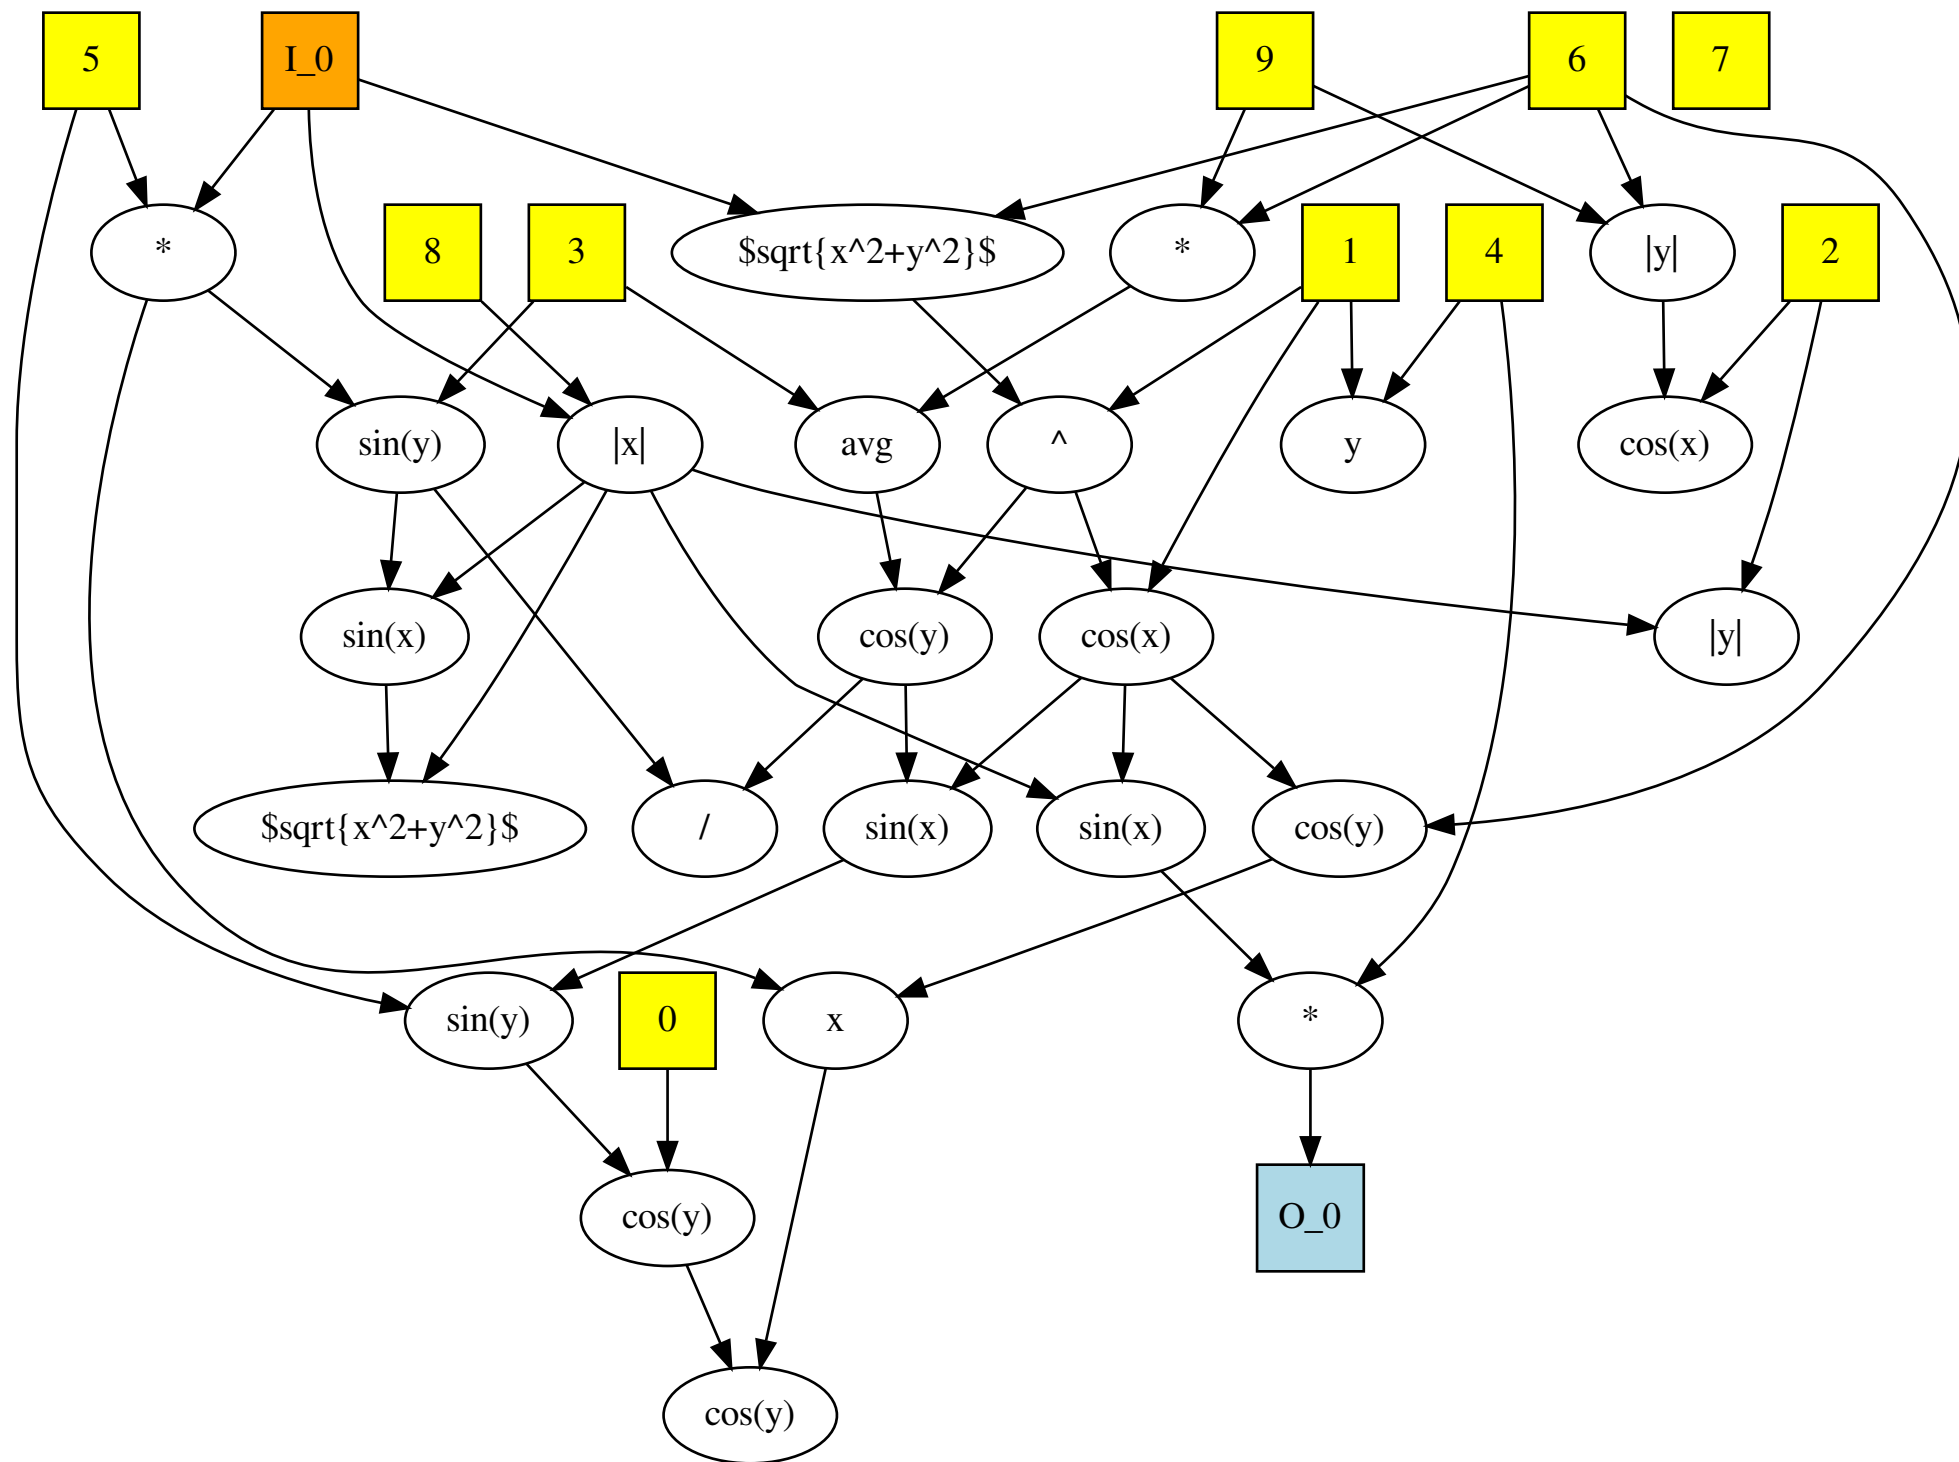 5
I_0
9
6
7
*
8
3
$sqrt{x^2+y^2}$
*
1
4
|y|
2
sin(y)
|x|
avg
^
y
cos(x)
sin(x)
cos(y)
cos(x)
|y|
$sqrt{x^2+y^2}$
/
sin(x)
sin(x)
cos(y)
sin(y)
0
x
*
cos(y)
O_0
cos(y)